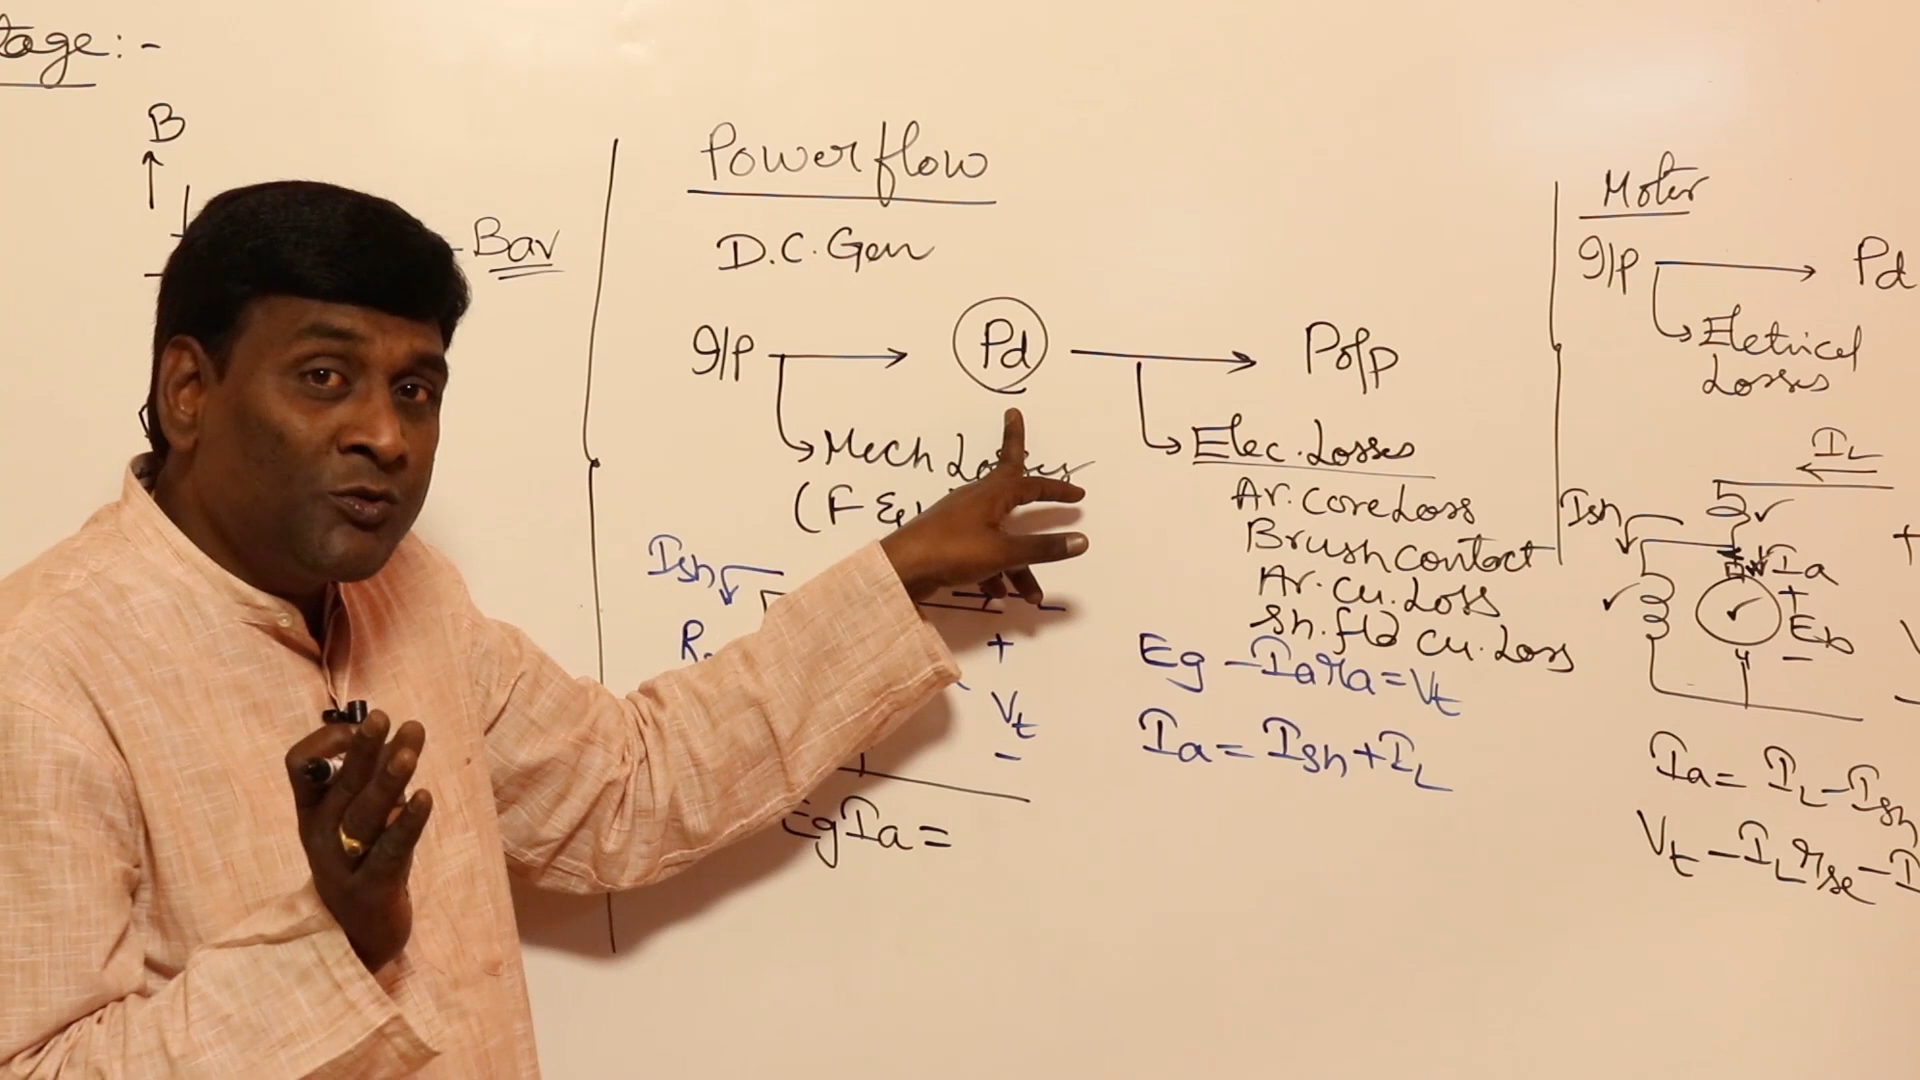 tage:-
B
Bav
Power flow
D.C. Gen
I/p
Pd
Po/p
Mech Losses
(F &
Elec. Losses
Ar. Core Loss
Brush contact
Ar. Cu. Loss
Sh. fld Cu. Loss
Ish
+
Vt
-
EgIa =
Eg - Iara = Vt
Ia = Ish + IL
Motor
I/p
Pd
Eletrical
Losses
IL
Ish
Ia
+
Eb
-
+
-
Ia = IL - Ish
Vt - ILrse - I